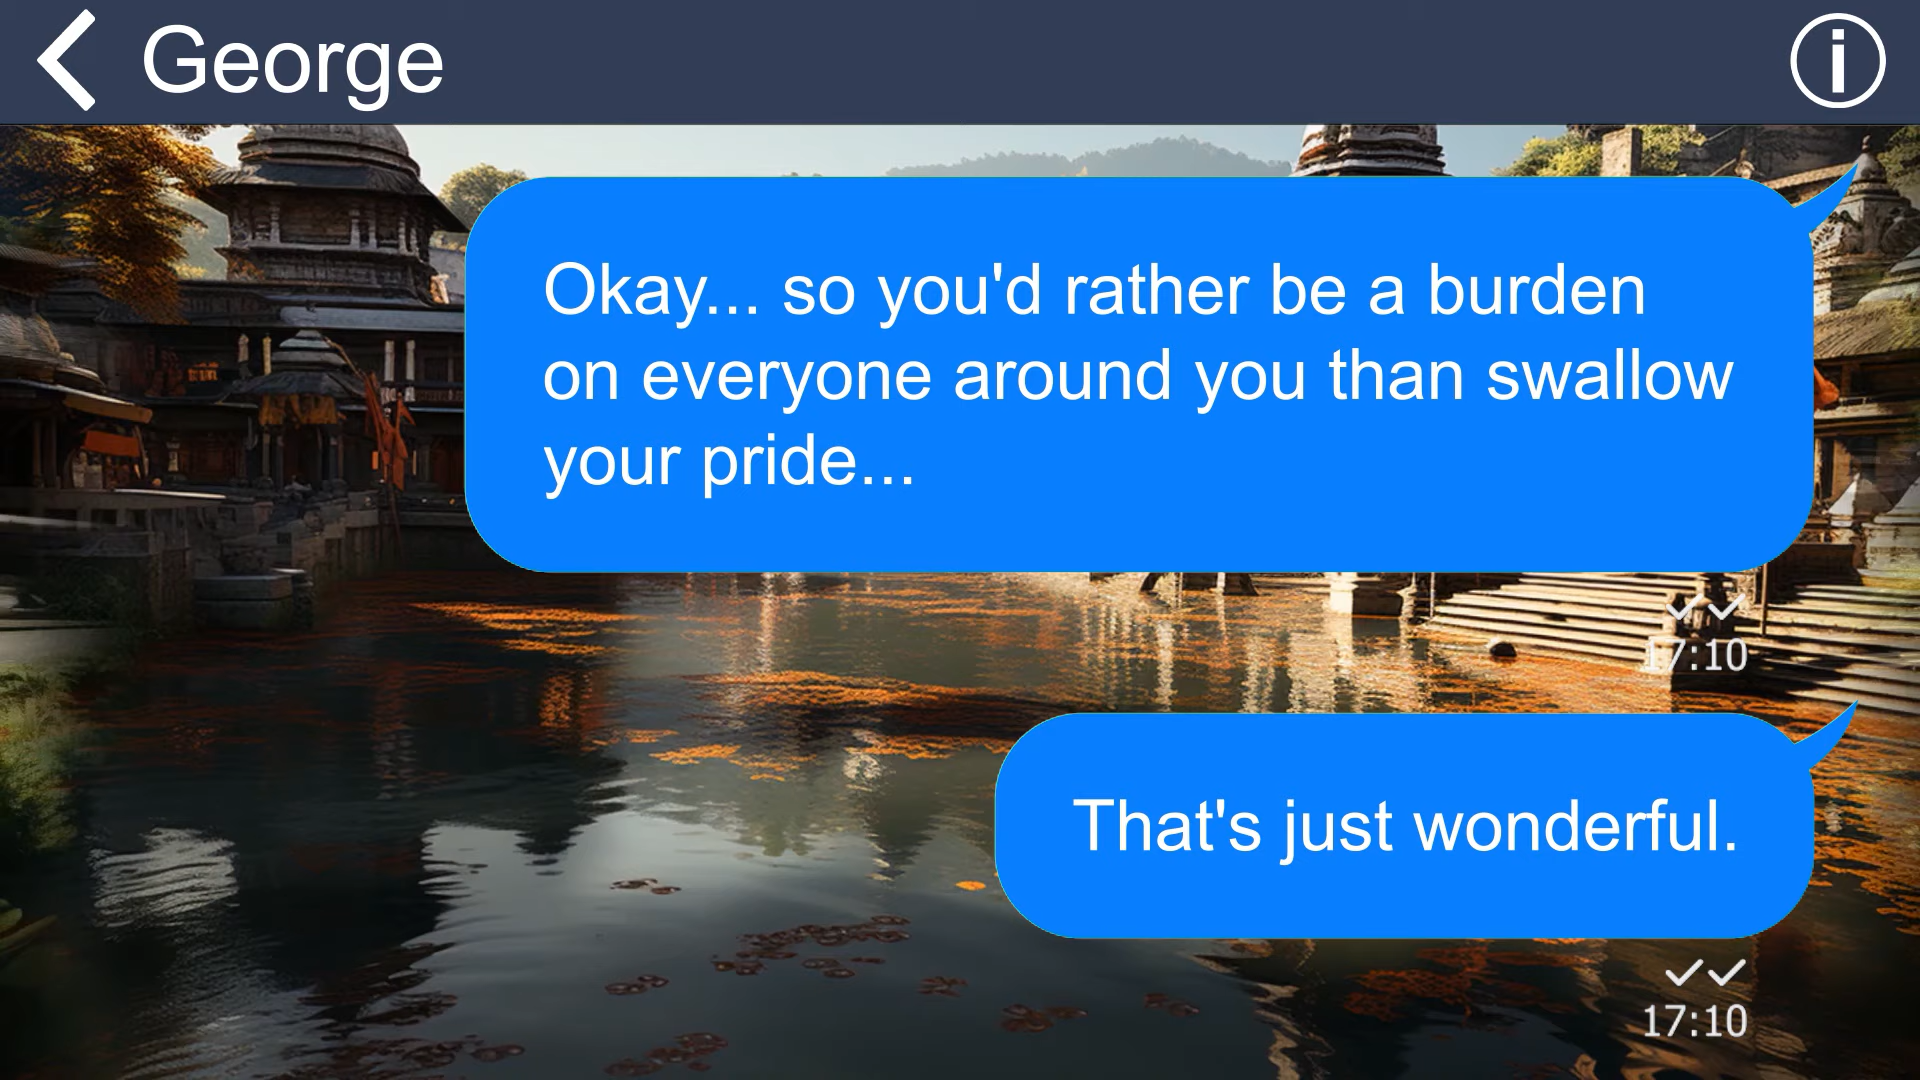 George
Okay... so you'd rather be a burden
on everyone around you than swallow
your pride...
17:10
That's just wonderful.
17:10